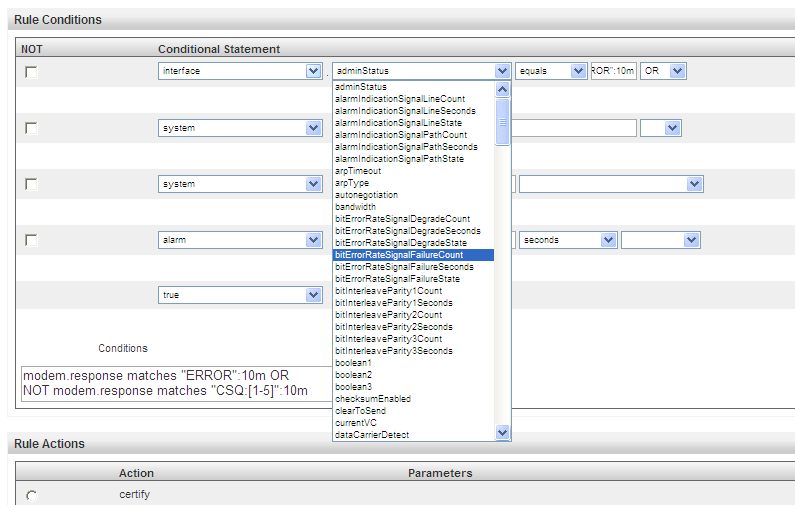 Rule Conditions
NOT Conditional Statement
interface . adminStatus equals ROR":10m OR
adminStatus
alarmIndicationSignalLineCount
alarmIndicationSignalLineSeconds
alarmIndicationSignalLineState
alarmIndicationSignalPathCount
alarmIndicationSignalPathSeconds
alarmIndicationSignalPathState
arpTimeout
arpType
autonegotiation
bandwidth
bitErrorRateSignalDegradeCount
bitErrorRateSignalDegradeSeconds
bitErrorRateSignalDegradeState
bitErrorRateSignalFailureCount
bitErrorRateSignalFailureSeconds
bitErrorRateSignalFailureState
bitInterleaveParity1Count
bitInterleaveParity1Seconds
bitInterleaveParity2Count
bitInterleaveParity2Seconds
bitInterleaveParity3Count
bitInterleaveParity3Seconds
boolean1
boolean2
boolean3
checksumEnabled
clearToSend
currentVC
dataCarrierDetect
system
system
alarm seconds
true
Conditions
modem.response matches "ERROR":10m OR
NOT modem.response matches "CSQ:[1-5]":10m
Rule Actions
Action Parameters
certify